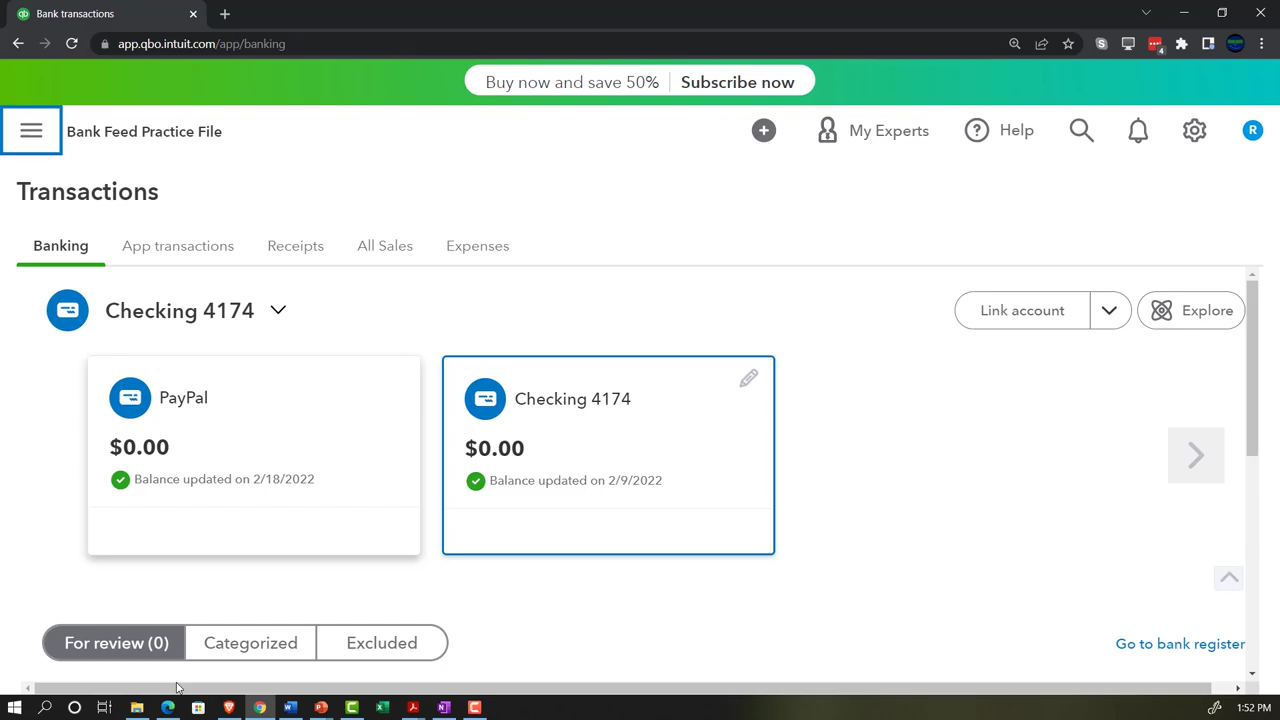 Bank transactions
app.qbo.intuit.com/app/banking
4
Buy now and save 50% Subscribe now
Bank Feed Practice File My Experts Help R
Transactions
Banking App transactions Receipts All Sales Expenses
Checking 4174 Link account Explore
PayPal Checking 4174
$0.00 $0.00
Balance updated on 2/18/2022 Balance updated on 2/9/2022
For review (0) Categorized Excluded Go to bank register
1:52 PM